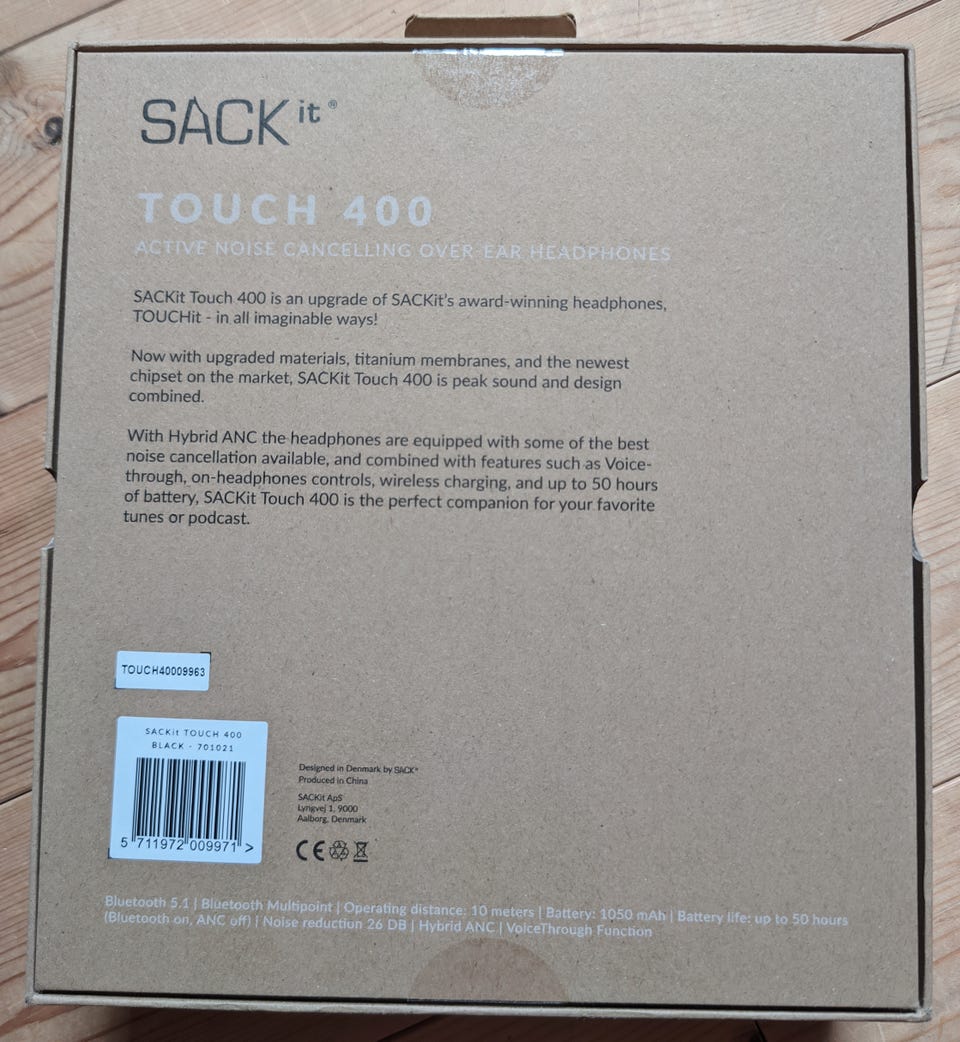 SACKit®
TOUCH 400
ACTIVE NOISE CANCELLING OVER EAR HEADPHONES
SACKit Touch 400 is an upgrade of SACKit's award-winning headphones,
TOUCHit - in all imaginable ways!
Now with upgraded materials, titanium membranes, and the newest
chipset on the market, SACKit Touch 400 is peak sound and design
combined.
With Hybrid ANC the headphones are equipped with some of the best
noise cancellation available, and combined with features such as Voice-
through, on-headphones controls, wireless charging, and up to 50 hours
of battery, SACKit Touch 400 is the perfect companion for your favorite
tunes or podcast.
TOUCH40009963
SACKit TOUCH 400
BLACK - 701021
5 711972 009971 >
Designed in Denmark by SACKit
Produced in China
SACKit ApS
Lyngvej 1, 9000
Aalborg, Denmark
CE
Bluetooth 5.1 | Bluetooth Multipoint | Operating distance: 10 meters | Battery: 1050 mAh | Battery life: up to 50 hours
(Bluetooth on, ANC off) | Noise reduction 26 DB | Hybrid ANC | VoiceThrough Function